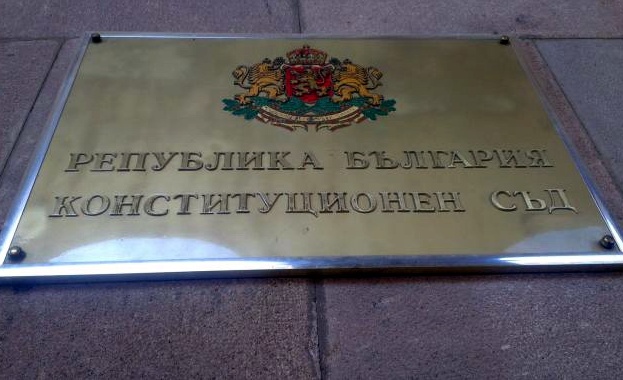 РЕПУБЛИКА БЪЛГАРИЯ
КОНСТИТУЦИОНЕН СЪД